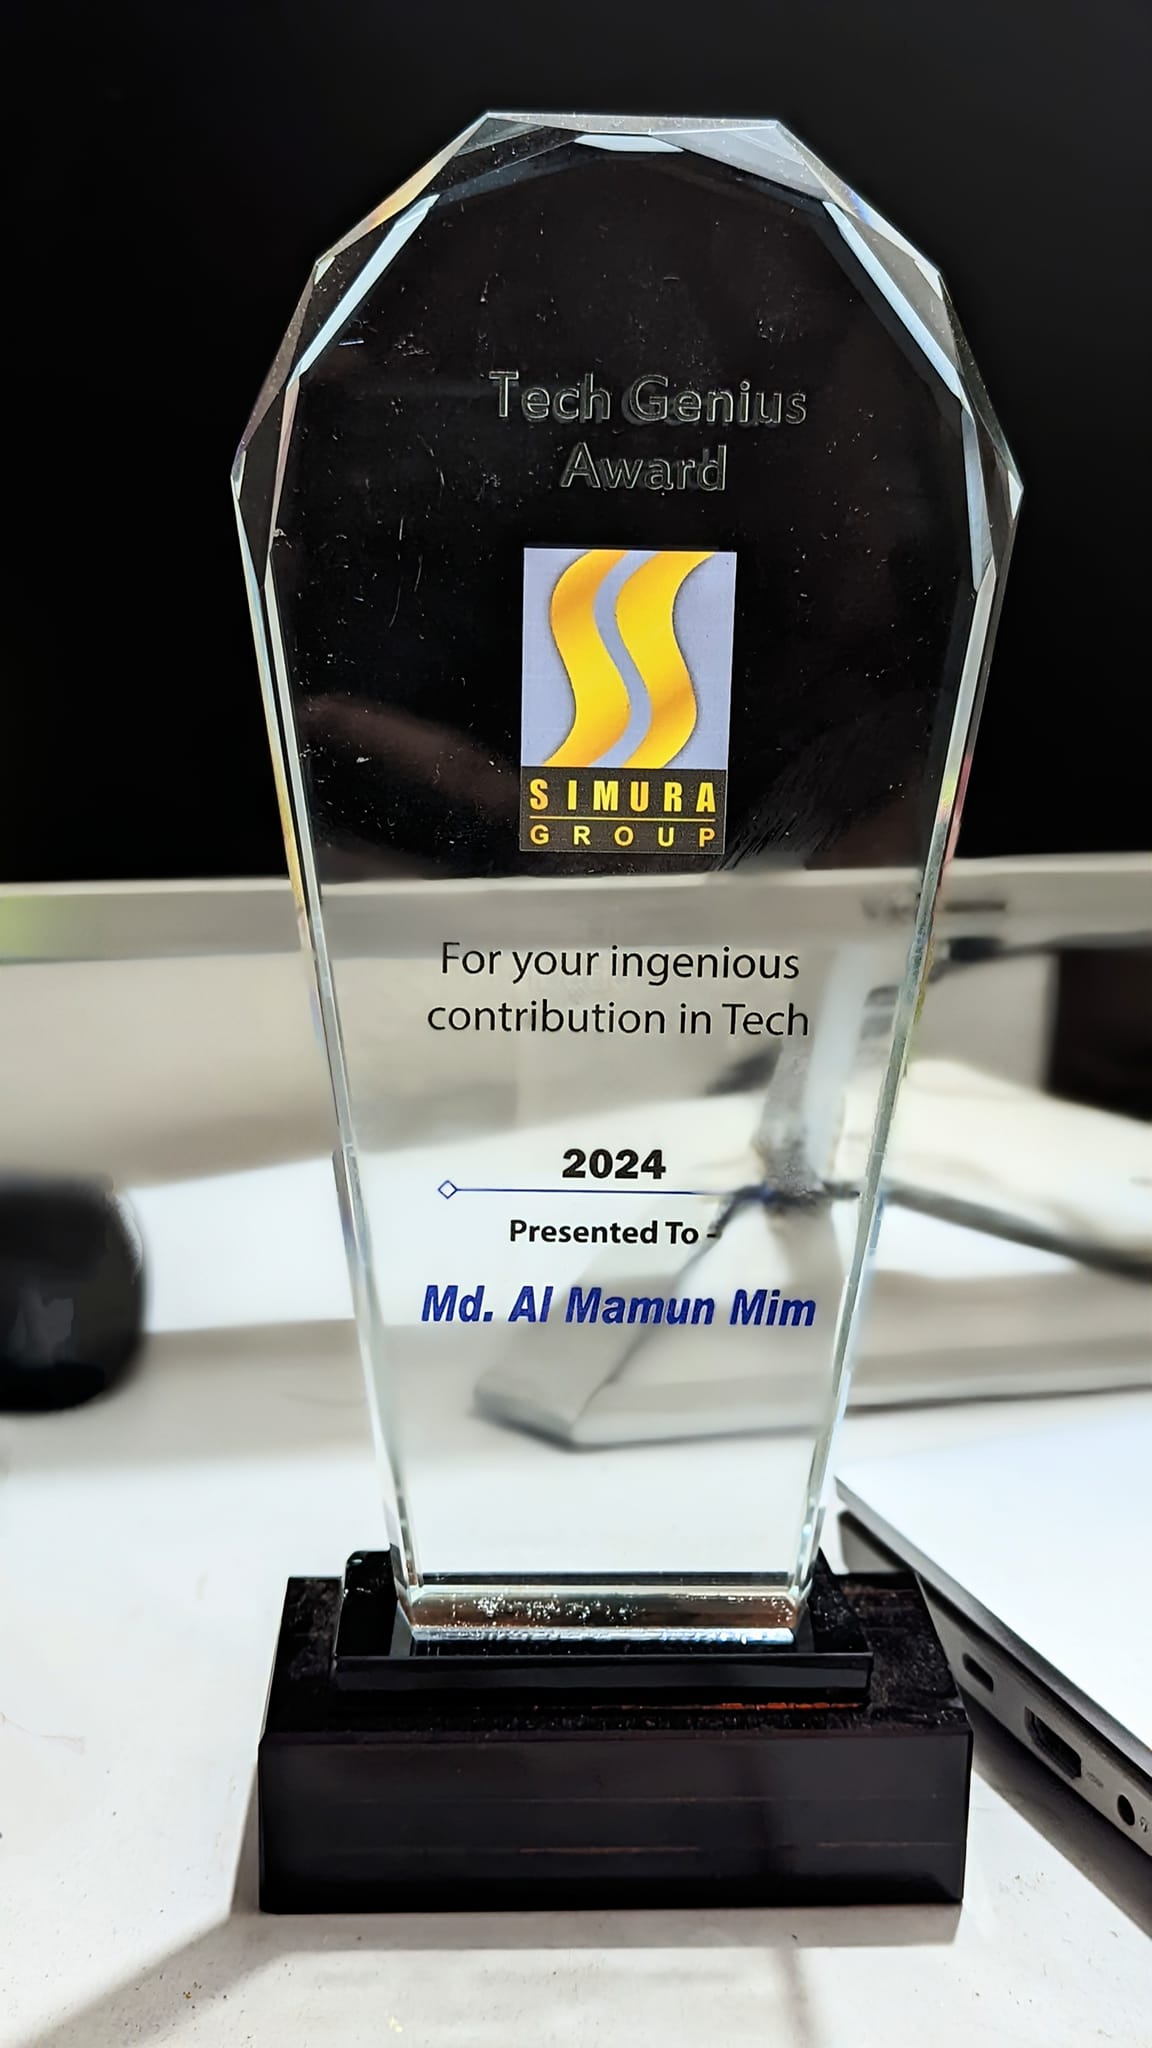 Tech Genius
Award
SIMURA
GROUP
For your ingenious
contribution in Tech
2024
Presented To -
Md. Al Mamun Mim